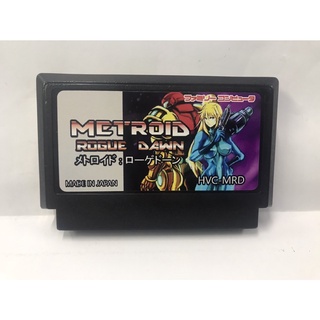 ファミリー コンピュータ
METROID
ROGUE DAWN
メトロイド:ローグドーン
MADE IN JAPAN
HVC-MRD